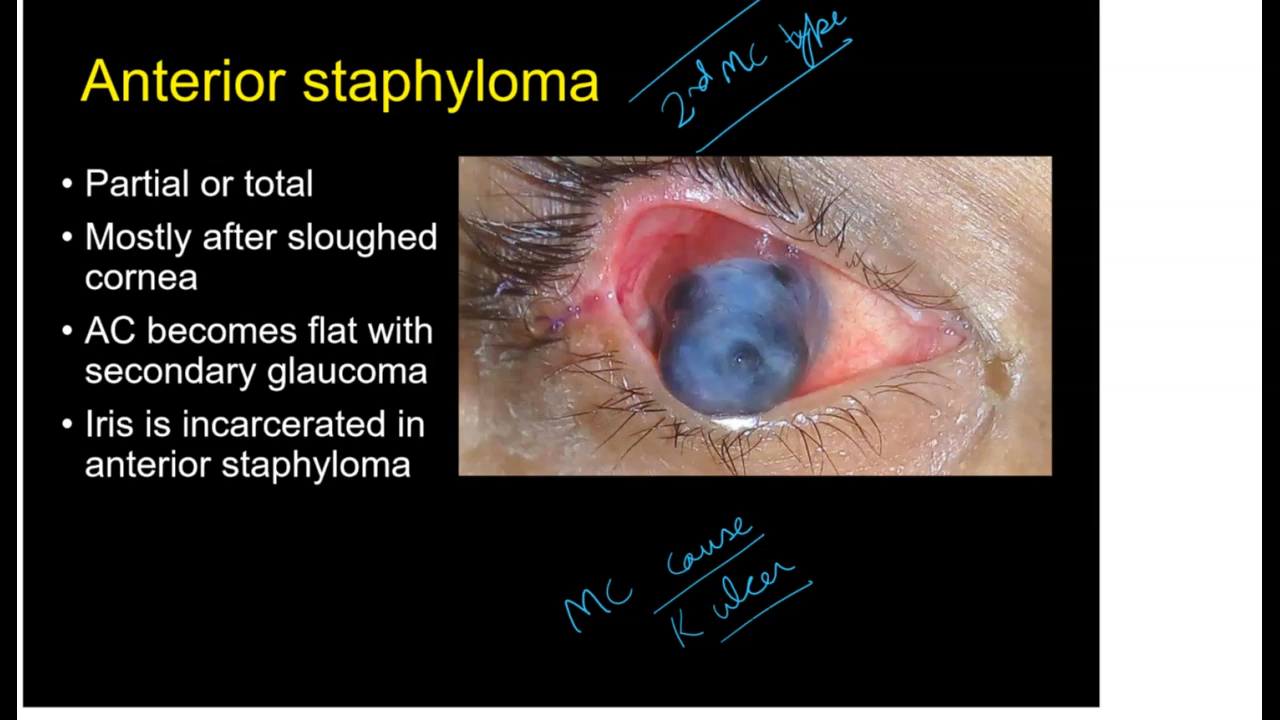 Anterior staphyloma
2nd MC type
• Partial or total
• Mostly after sloughed
cornea
• AC becomes flat with
secondary glaucoma
• Iris is incarcerated in
anterior staphyloma
MC cause
K ulcer